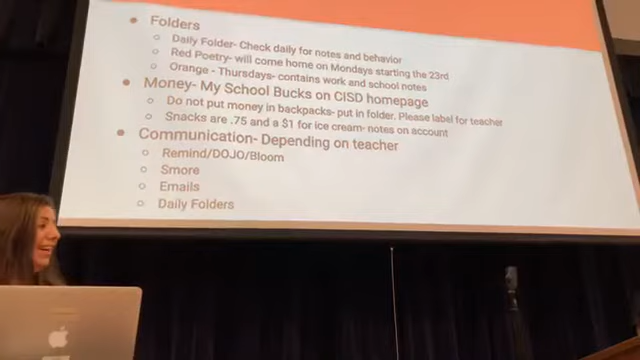 Folders
Daily Folder- Check daily for notes and behavior
Red Poetry- will come home on Mondays starting the 23rd
Orange - Thursdays- contains work and school notes
Money- My School Bucks on CISD homepage
Do not put money in backpacks- put in folder. Please label for teacher
Snacks are .75 and a $1 for ice cream- notes on account
Communication- Depending on teacher
Remind/DOJO/Bloom
Smore
Emails
Daily Folders